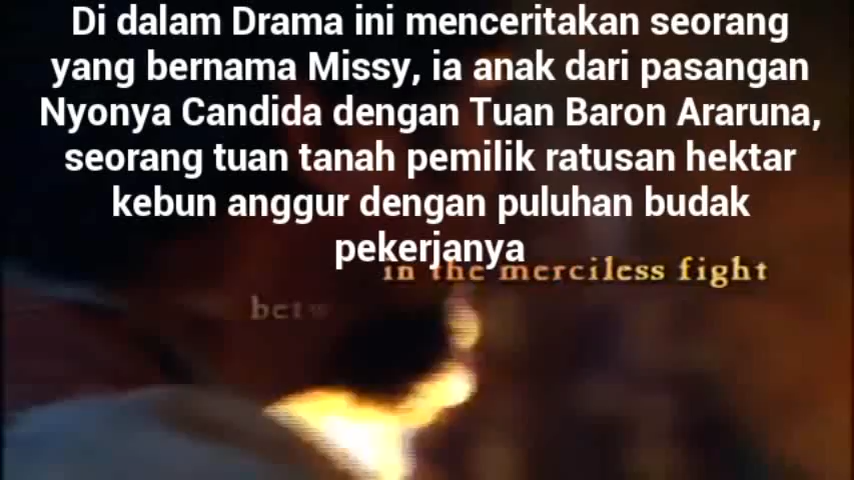 Di dalam Drama ini menceritakan seorang
yang bernama Missy, ia anak dari pasangan
Nyonya Candida dengan Tuan Baron Araruna,
seorang tuan tanah pemilik ratusan hektar
kebun anggur dengan puluhan budak
pekerjanya
in the merciless fight